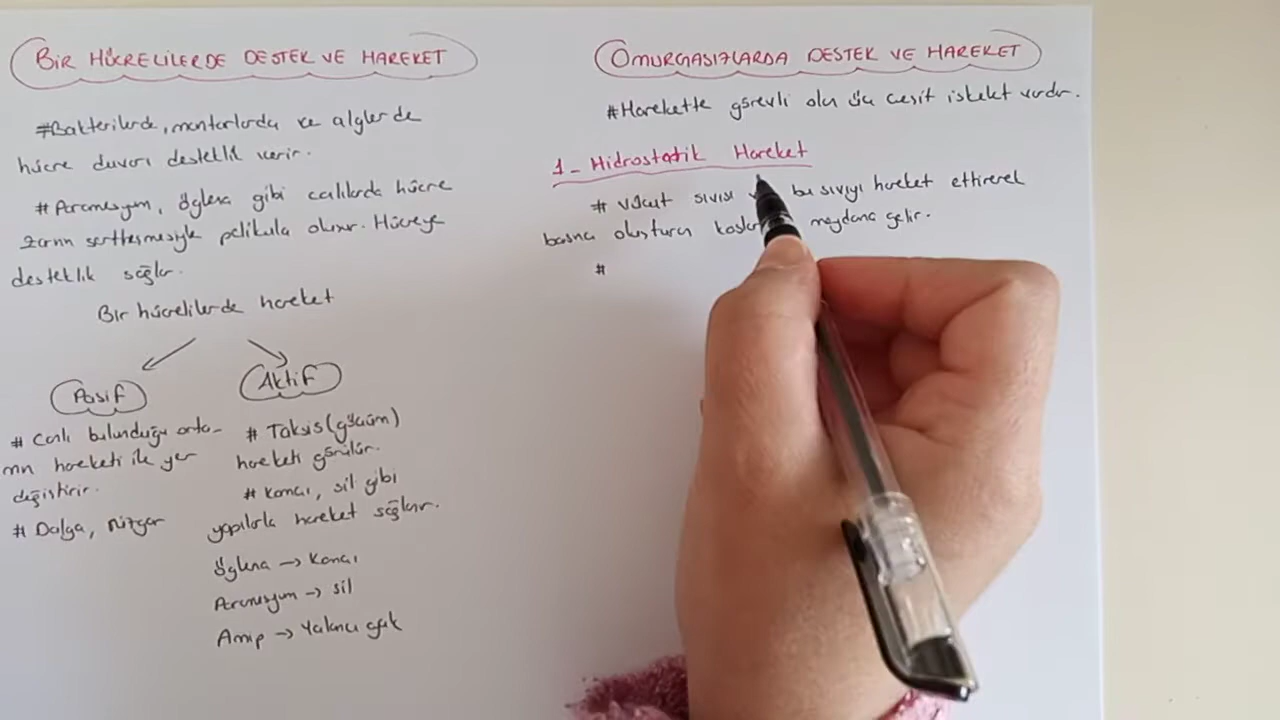 BİR HÜCRELİLERDE DESTEK VE HAREKET
#Bakterilerde, mantarlarda ve alglerde
hücre duvarı desteklik verir.
#Paramesyum, öglena gibi canlılarda hücre
zarının sertleşmesiyle pelikula oluşur. Hücreye
desteklik sağlar.
Bir hücrelilerde hareket
Pasif
# Canlı bulunduğu orta-
mın hareketi ile yer
değiştirir.
# Dalga, rüzgar
Aktif
# Taksis (göçüm)
hareketi görülür.
# Kamçı, sil gibi
yapılarla hareket sağlanır.
Öglena → Kamçı
Paramesyum → sil
Amip → Yalancı ayak
OMURGASIZLARDA DESTEK VE HAREKET
#Harekette görevli olan üç çeşit iskelet vardır.
1- Hidrostatik Hareket
# Vücut sıvısı bu sıvıyı hareket ettirerek
basınç oluşturan meydana gelir.
#